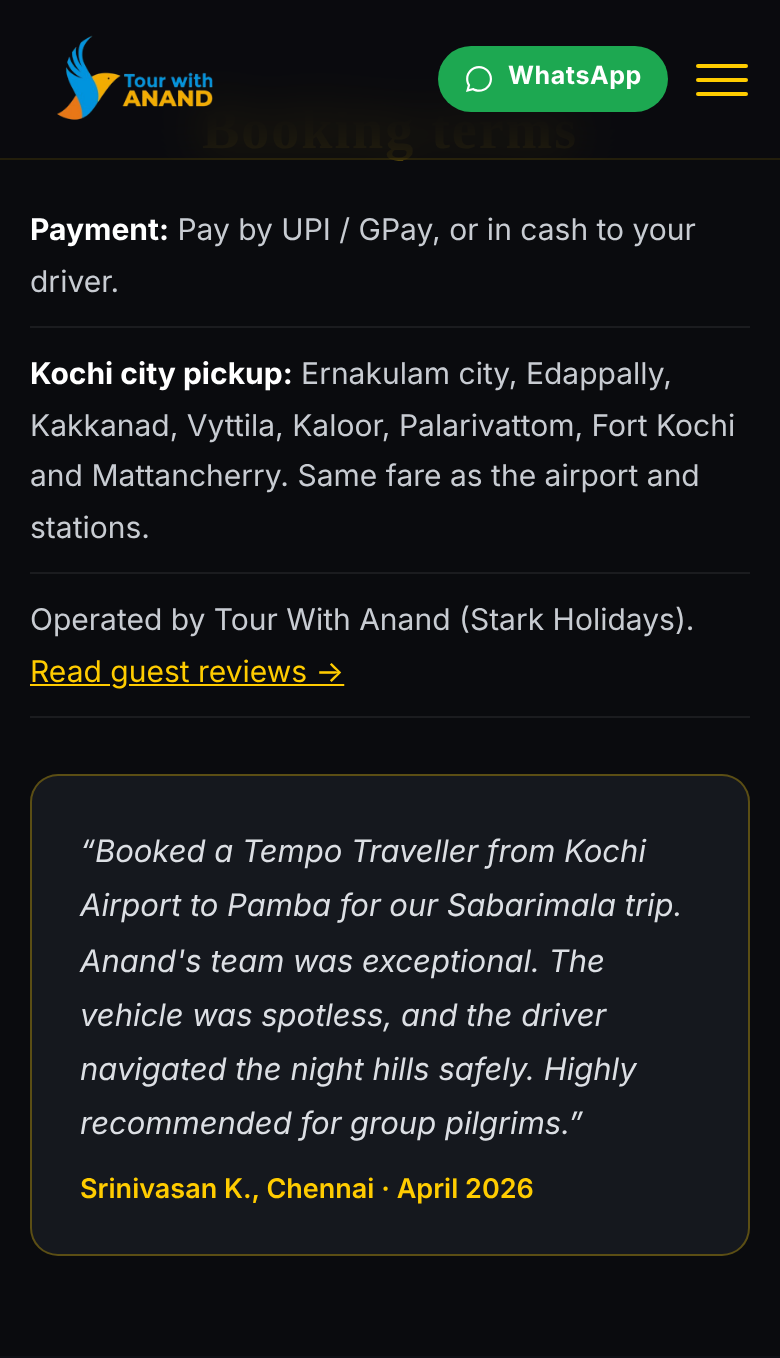 Tour with
ANAND
WhatsApp
Booking terms
Payment: Pay by UPI / GPay, or in cash to your
driver.
Kochi city pickup: Ernakulam city, Edappally,
Kakkanad, Vyttila, Kaloor, Palarivattom, Fort Kochi
and Mattancherry. Same fare as the airport and
stations.
Operated by Tour With Anand (Stark Holidays).
Read guest reviews →
“Booked a Tempo Traveller from Kochi
Airport to Pamba for our Sabarimala trip.
Anand's team was exceptional. The
vehicle was spotless, and the driver
navigated the night hills safely. Highly
recommended for group pilgrims.”
Srinivasan K., Chennai · April 2026